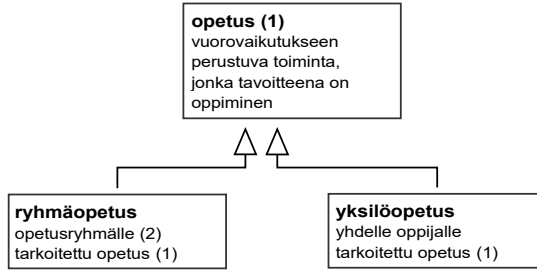 opetus (1)
vuorovaikutukseen
perustuva toiminta,
jonka tavoitteena on
oppiminen
ryhmäopetus
opetusryhmälle (2)
tarkoitettu opetus (1)
yksilöopetus
yhdelle oppijalle
tarkoitettu opetus (1)